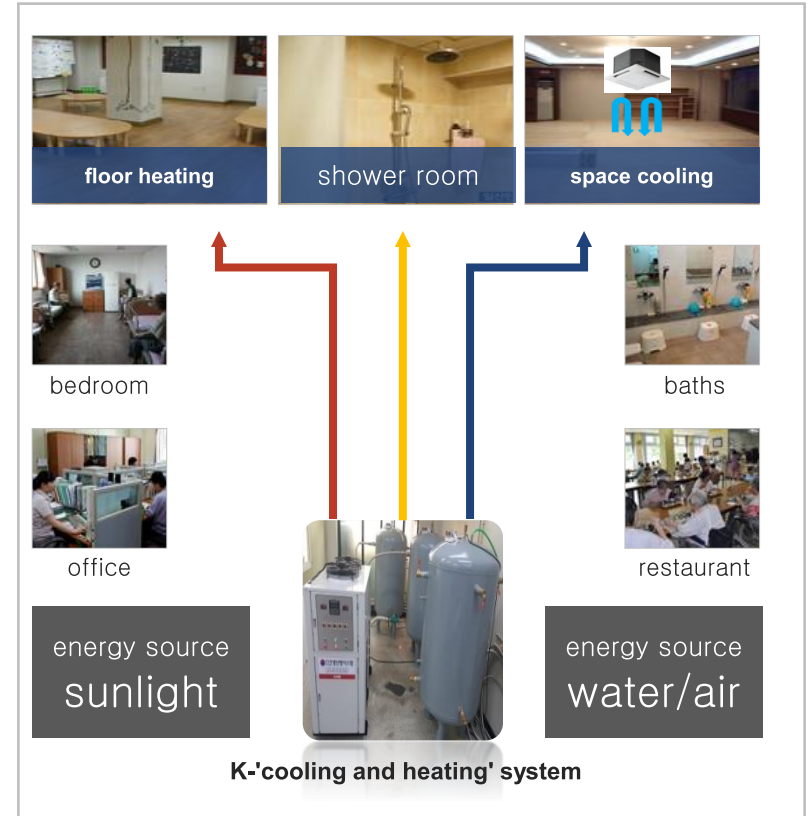 floor heating
shower room
space cooling
bedroom
baths
office
restaurant
energy source
sunlight
energy source
water/air
K-'cooling and heating' system